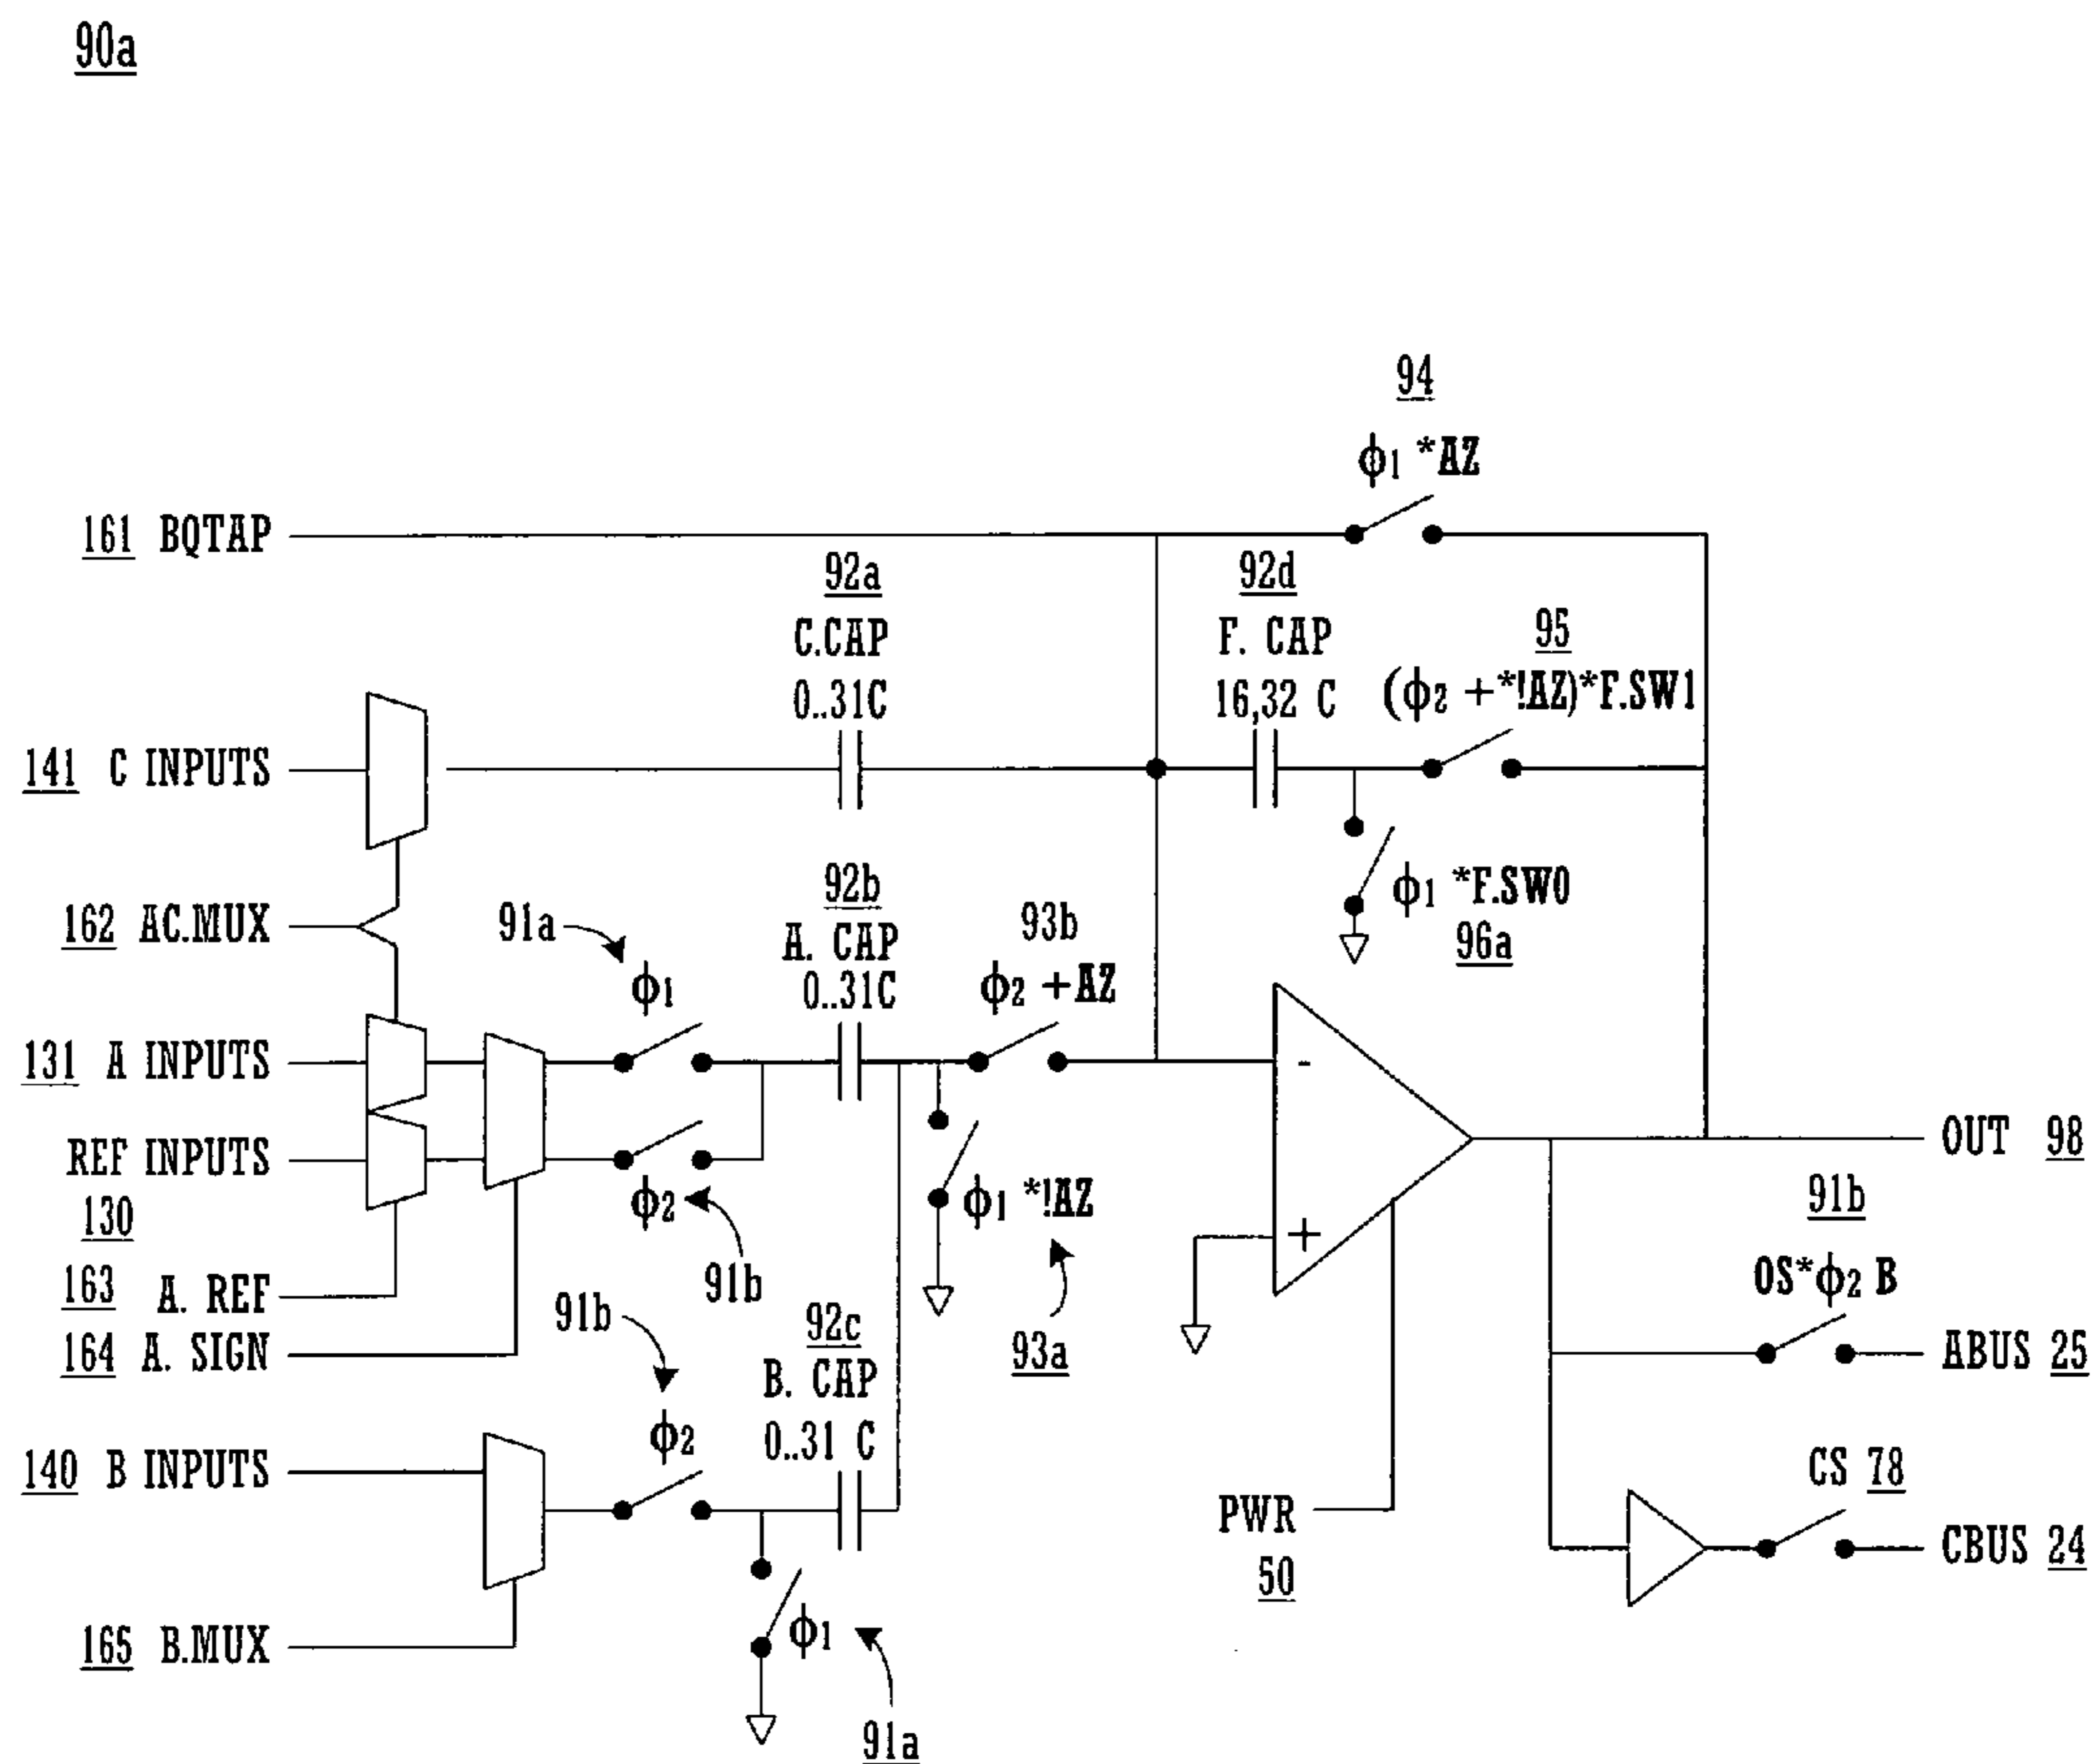 90a
94
ϕ1 *AZ
161 BQTAP
92a
C.CAP
0..31C
92d
F. CAP
16,32 C
95
(ϕ2 +*!AZ)*F.SW1
141 C INPUTS
ϕ1 *F.SW0
96a
162 AC.MUX
91a
ϕ1
92b
A. CAP
0..31C
93b
ϕ2 +AZ
131 A INPUTS
-
REF INPUTS
130
ϕ2
91b
ϕ1 *!AZ
93a
+
OUT 98
163 A. REF
164 A. SIGN
91b
ϕ2
92c
B. CAP
0..31 C
91b
OS*ϕ2 B
ABUS 25
140 B INPUTS
CS 78
CBUS 24
PWR
50
165 B.MUX
ϕ1
91a